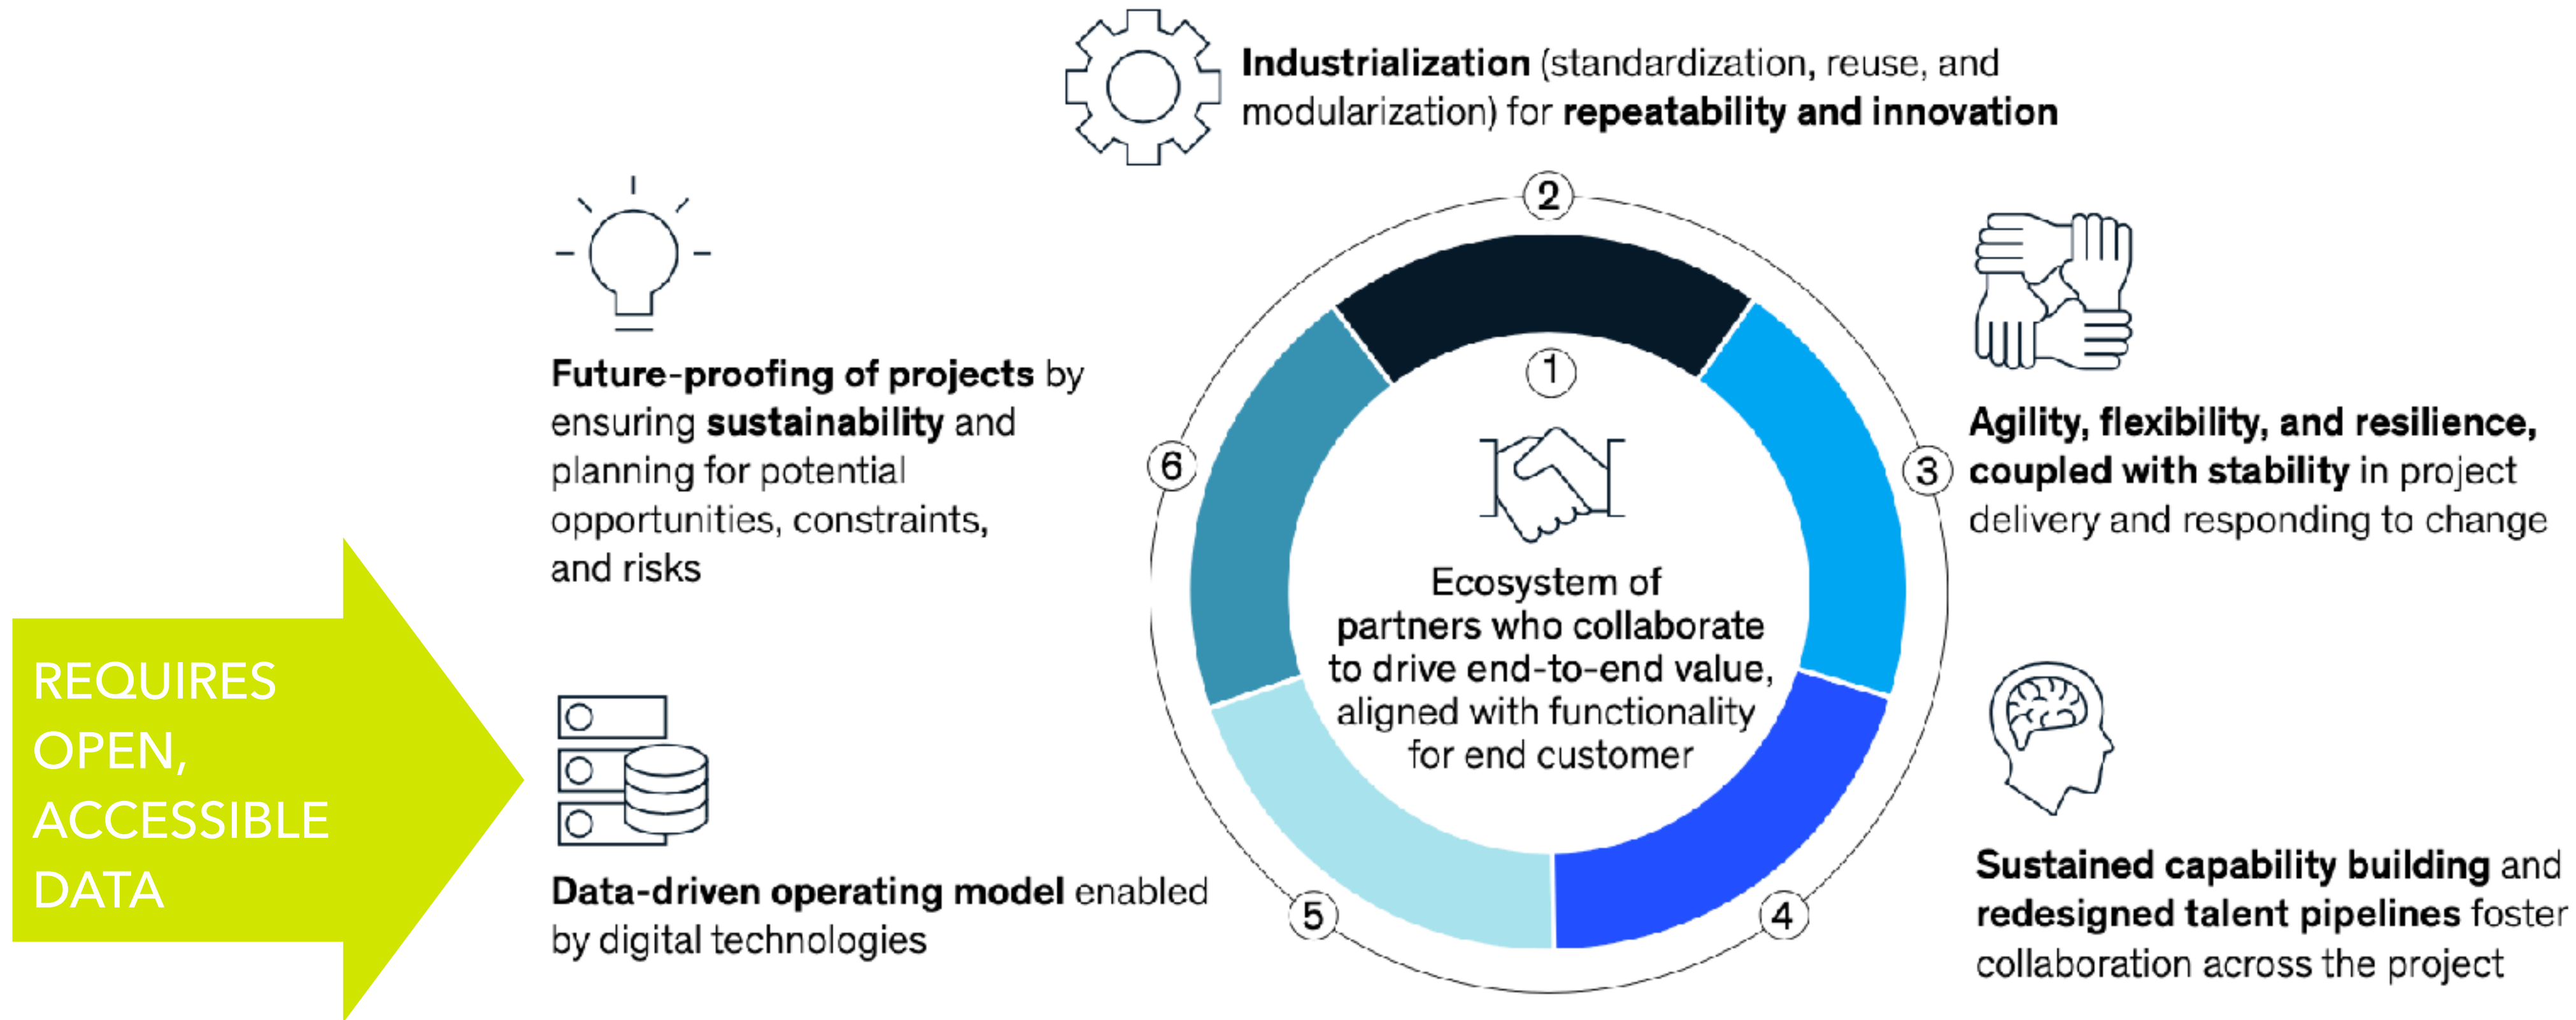 Industrialization (standardization, reuse, and
modularization) for repeatability and innovation
2
1
Ecosystem of
partners who collaborate
to drive end-to-end value,
aligned with functionality
for end customer
3
Agility, flexibility, and resilience,
coupled with stability in project
delivery and responding to change
4
Sustained capability building and
redesigned talent pipelines foster
collaboration across the project
5
Data-driven operating model enabled
by digital technologies
6
Future-proofing of projects by
ensuring sustainability and
planning for potential
opportunities, constraints,
and risks
REQUIRES
OPEN,
ACCESSIBLE
DATA